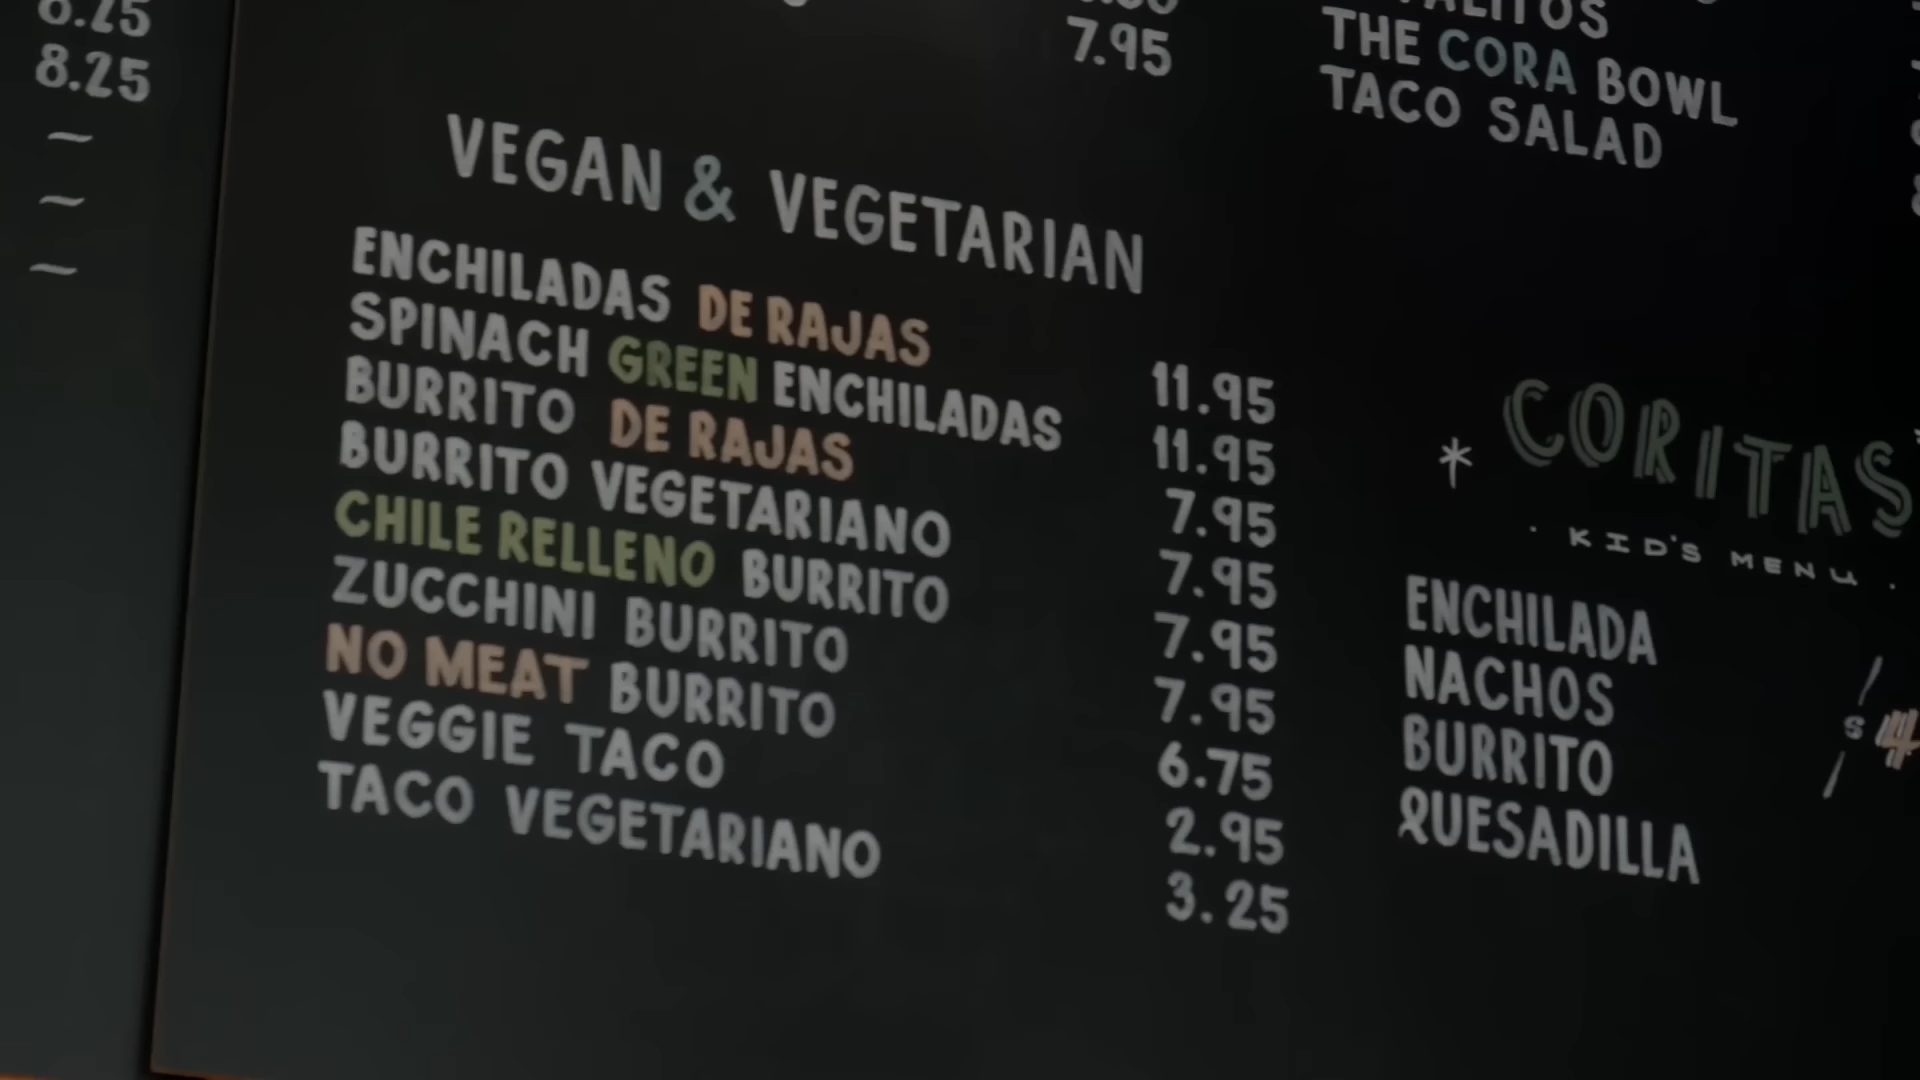 8.25
8.25
~
~
~
7.95
THE CORA BOWL
TACO SALAD
VEGAN & VEGETARIAN
ENCHILADAS DE RAJAS 11.95
SPINACH GREEN ENCHILADAS 11.95
BURRITO DE RAJAS 7.95
BURRITO VEGETARIANO 7.95
CHILE RELLENO BURRITO 7.95
ZUCCHINI BURRITO 7.95
NO MEAT BURRITO 6.75
VEGGIE TACO 2.95
TACO VEGETARIANO 3.25
* CORITAS
· KID'S MENU ·
ENCHILADA
NACHOS
BURRITO
QUESADILLA
$4